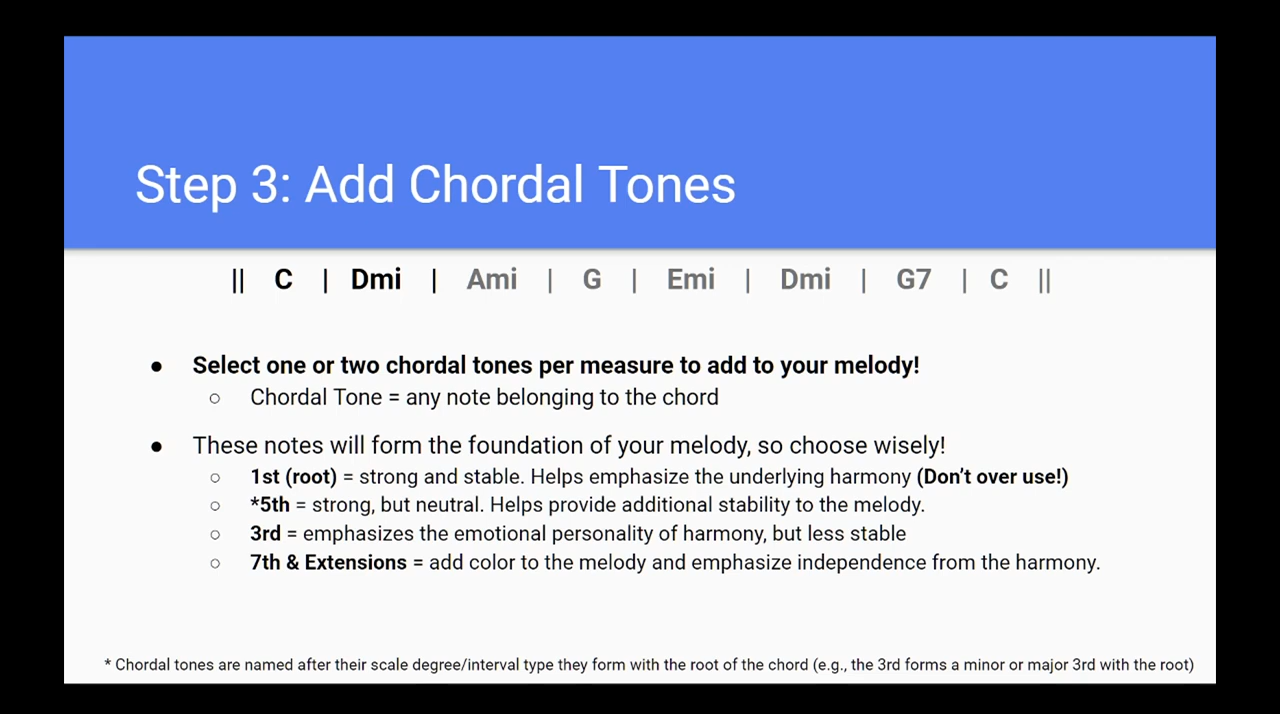 Step 3: Add Chordal Tones
|| C | Dmi | Ami | G | Emi | Dmi | G7 | C ||
● Select one or two chordal tones per measure to add to your melody!
○ Chordal Tone = any note belonging to the chord
● These notes will form the foundation of your melody, so choose wisely!
○ 1st (root) = strong and stable. Helps emphasize the underlying harmony (Don’t over use!)
○ *5th = strong, but neutral. Helps provide additional stability to the melody.
○ 3rd = emphasizes the emotional personality of harmony, but less stable
○ 7th & Extensions = add color to the melody and emphasize independence from the harmony.
* Chordal tones are named after their scale degree/interval type they form with the root of the chord (e.g., the 3rd forms a minor or major 3rd with the root)